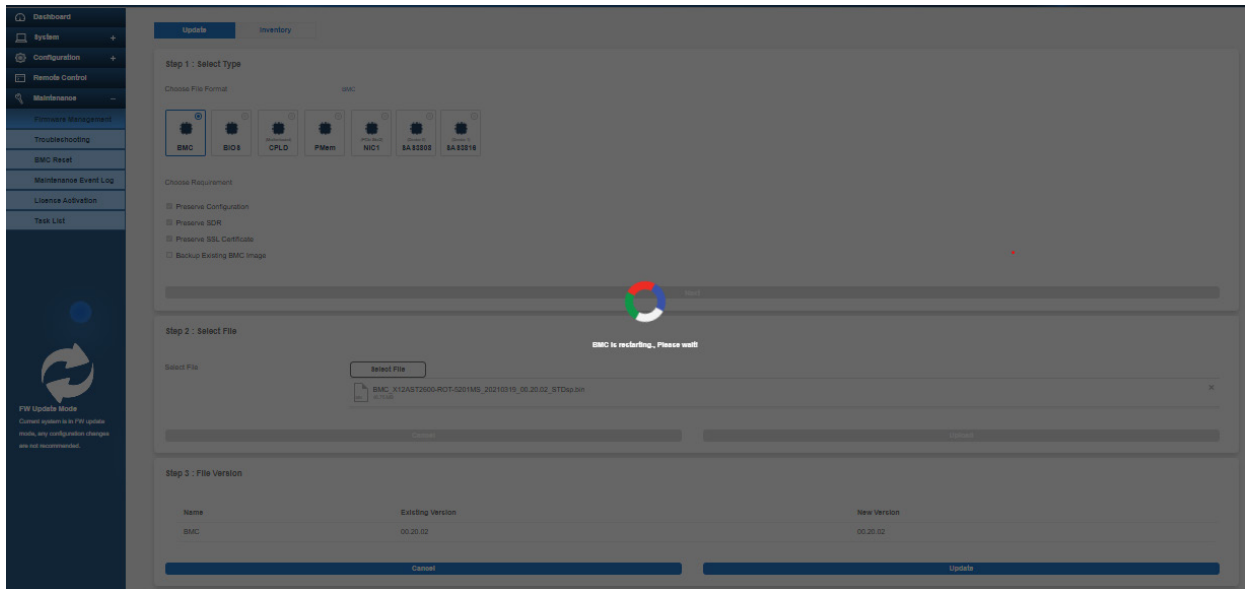 Dashboard
System +
Configuration +
Remote Control
Maintenance −
Firmware Management
Troubleshooting
BMC Reset
Maintenance Event Log
License Activation
Task List
FW Update Mode
Current system is in FW update
mode, any configuration changes
are not recommended.
Update Inventory
Step 1 : Select Type
Choose File Format BMC
BMC BIOS CPLD PMem NIC1 SAS3808 SAS3816
Choose Requirement
Preserve Configuration
Preserve SDR
Preserve SSL Certificate
Backup Existing BMC Image
Next
BMC is restarting., Please wait!
Step 2 : Select File
Select File Select File
BMC_X12AST2600-ROT-5201MS_20210319_00.20.02_STDsp.bin
Cancel Upload
Step 3 : File Version
Name Existing Version New Version
BMC 00.20.02 00.20.02
Cancel Update